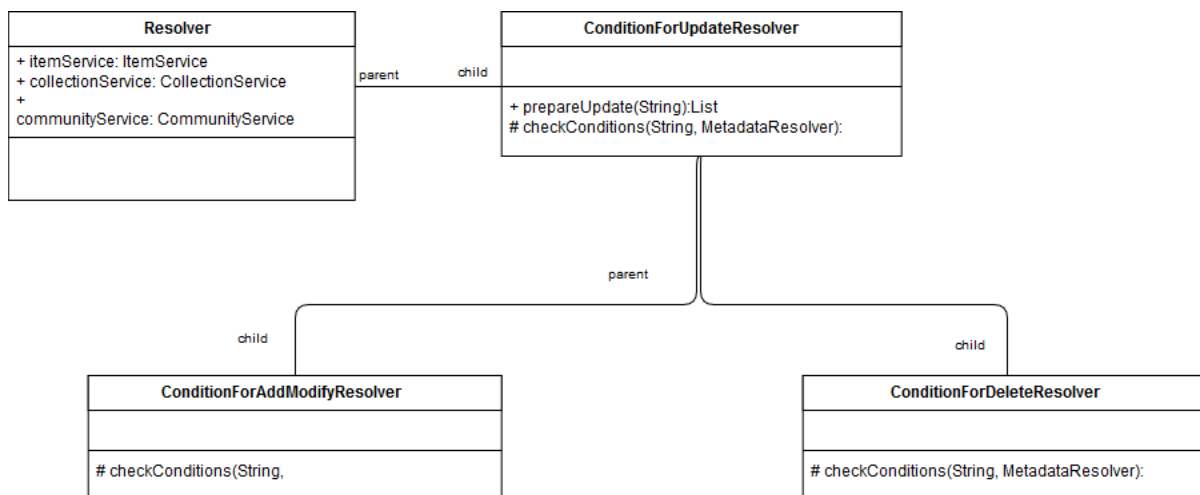 Resolver
+ itemService: ItemService
+ collectionService: CollectionService
+
communityService: CommunityService
parent
child
ConditionForUpdateResolver
+ prepareUpdate(String):List
# checkConditions(String, MetadataResolver):
parent
child
child
ConditionForAddModifyResolver
# checkConditions(String,
ConditionForDeleteResolver
# checkConditions(String, MetadataResolver):